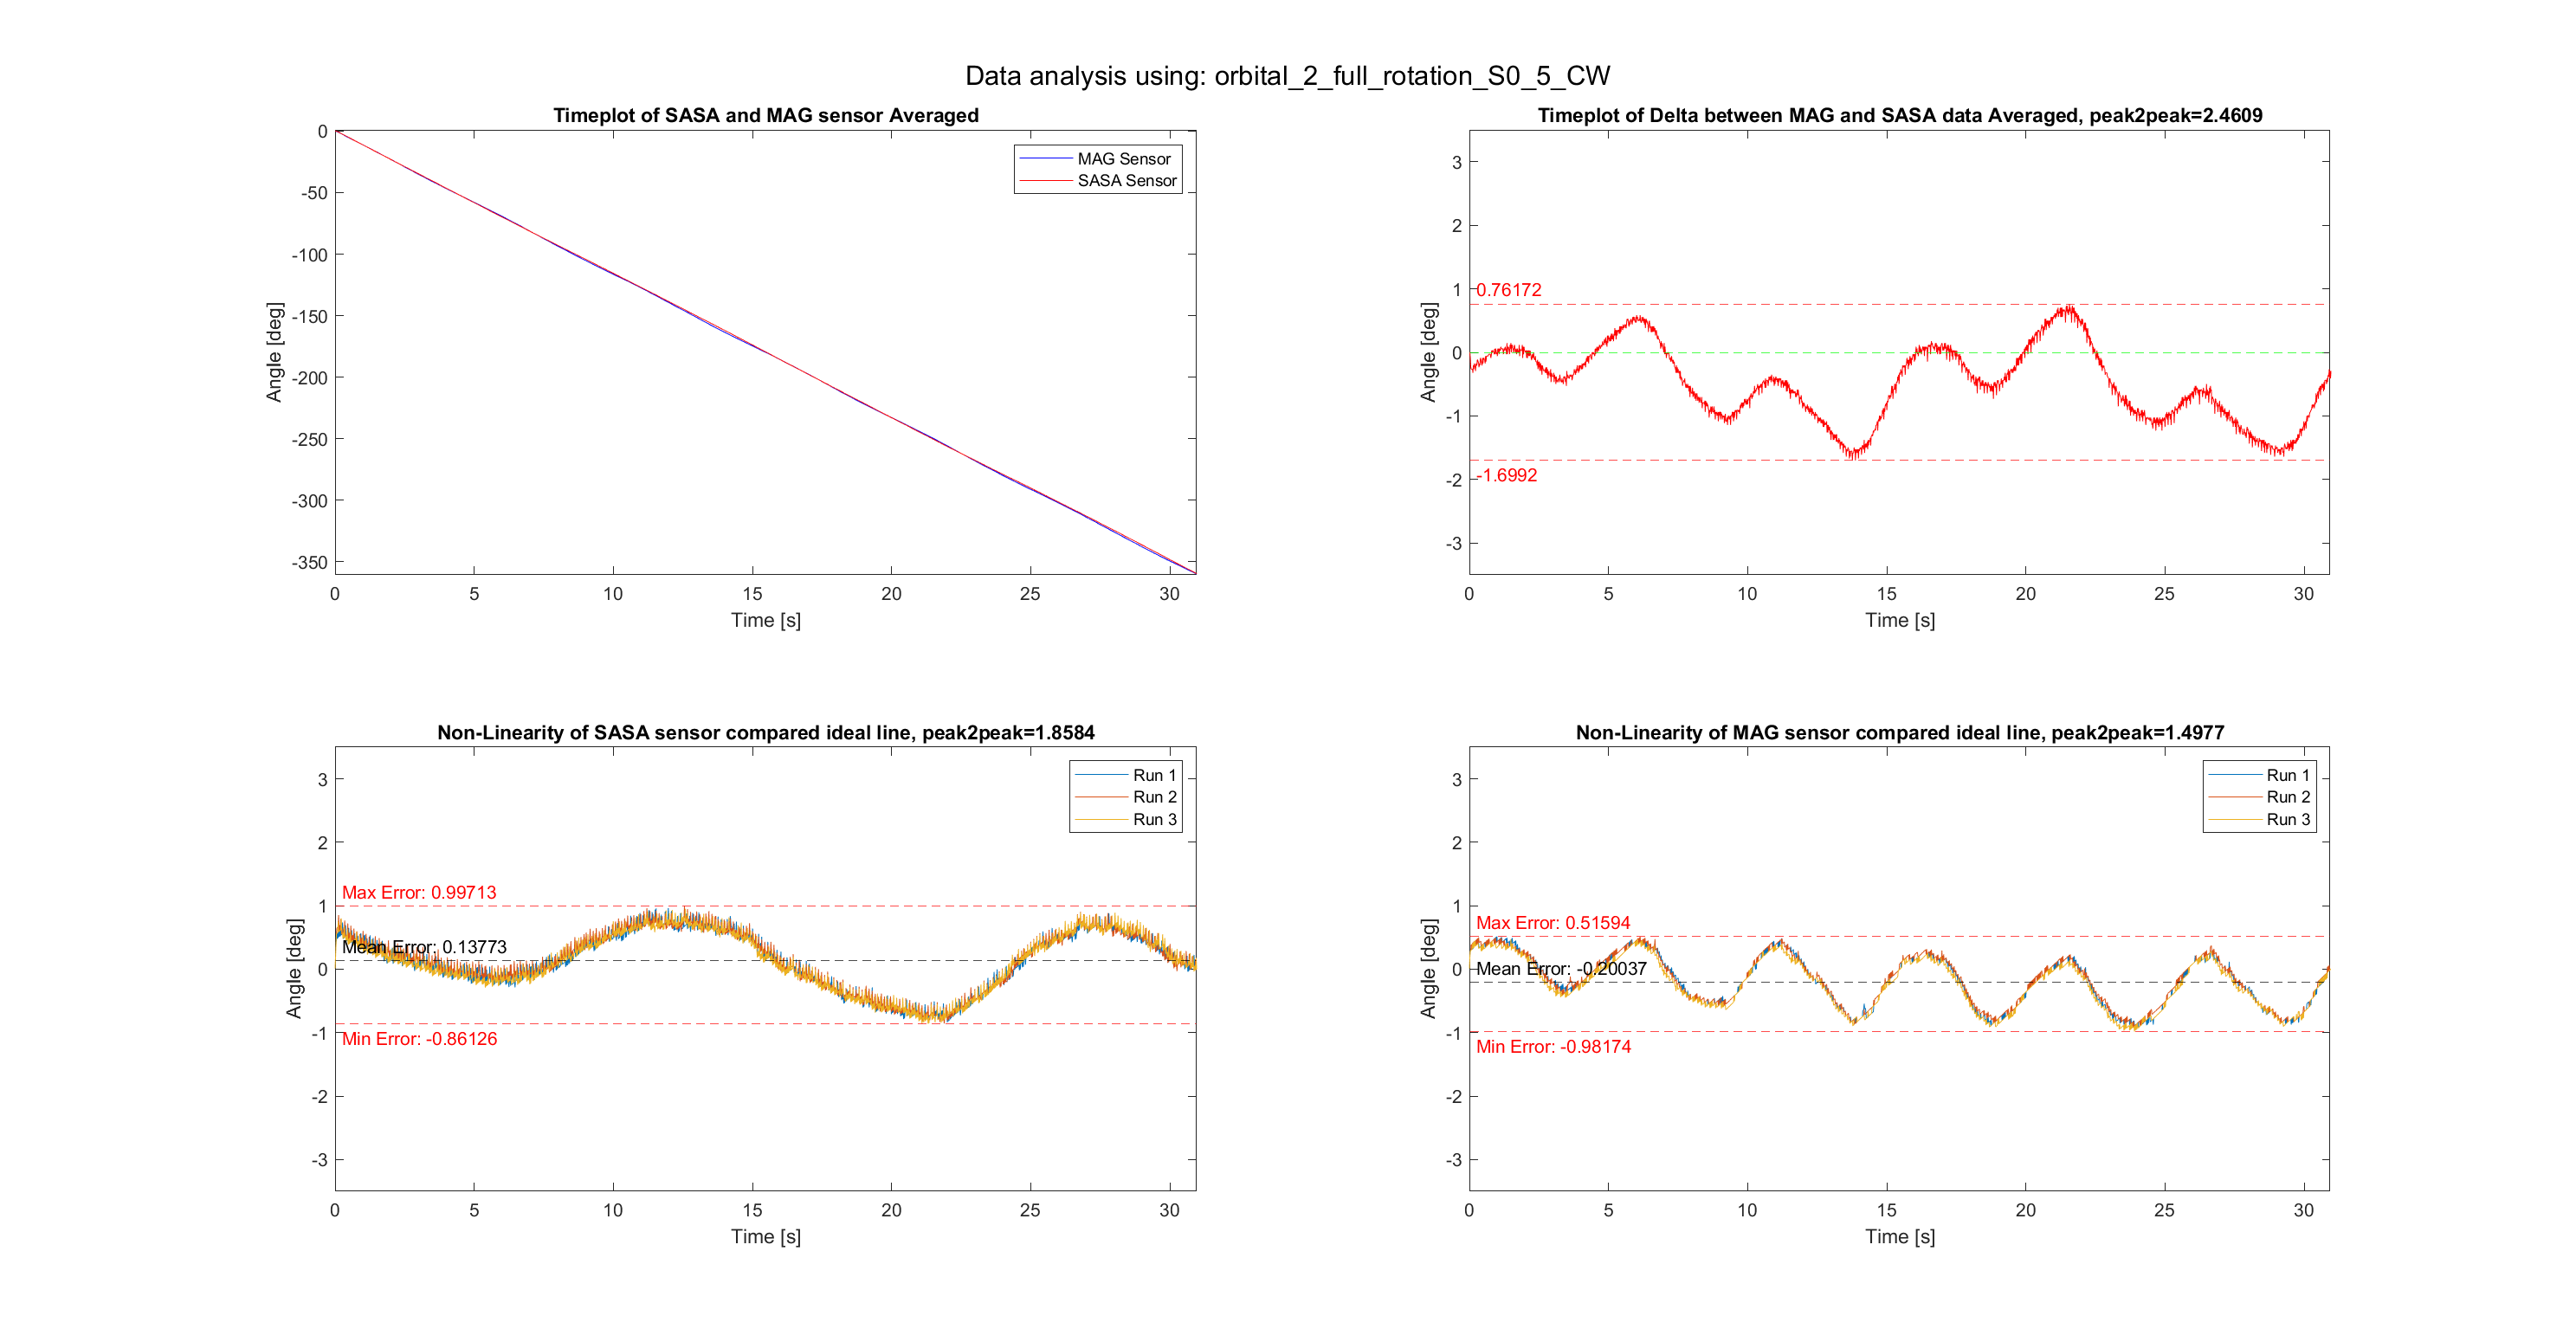 Data analysis using: orbital_2_full_rotation_S0_5_CW
Timeplot of SASA and MAG sensor Averaged
0
-50
-100
-150
-200
-250
-300
-350
Angle [deg]
MAG Sensor
SASA Sensor
0 5 10 15 20 25 30
Time [s]
Timeplot of Delta between MAG and SASA data Averaged, peak2peak=2.4609
3
2
1
0
-1
-2
-3
Angle [deg]
0.76172
-1.6992
0 5 10 15 20 25 30
Time [s]
Non-Linearity of SASA sensor compared ideal line, peak2peak=1.8584
3
2
1
0
-1
-2
-3
Angle [deg]
Run 1
Run 2
Run 3
Max Error: 0.99713
Mean Error: 0.13773
Min Error: -0.86126
0 5 10 15 20 25 30
Time [s]
Non-Linearity of MAG sensor compared ideal line, peak2peak=1.4977
3
2
1
0
-1
-2
-3
Angle [deg]
Run 1
Run 2
Run 3
Max Error: 0.51594
Mean Error: -0.20037
Min Error: -0.98174
0 5 10 15 20 25 30
Time [s]